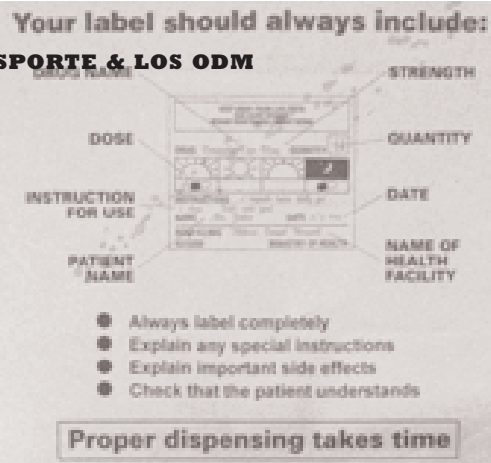 Your label should always include:
SPORTE & LOS ODM
DRUG NAME
STRENGTH
DOSE
QUANTITY
INSTRUCTION
FOR USE
DATE
PATIENT
NAME
NAME OF
HEALTH
FACILITY
MINISTRY OF HEALTH
● Always label completely
● Explain any special instructions
● Explain important side effects
● Check that the patient understands
Proper dispensing takes time